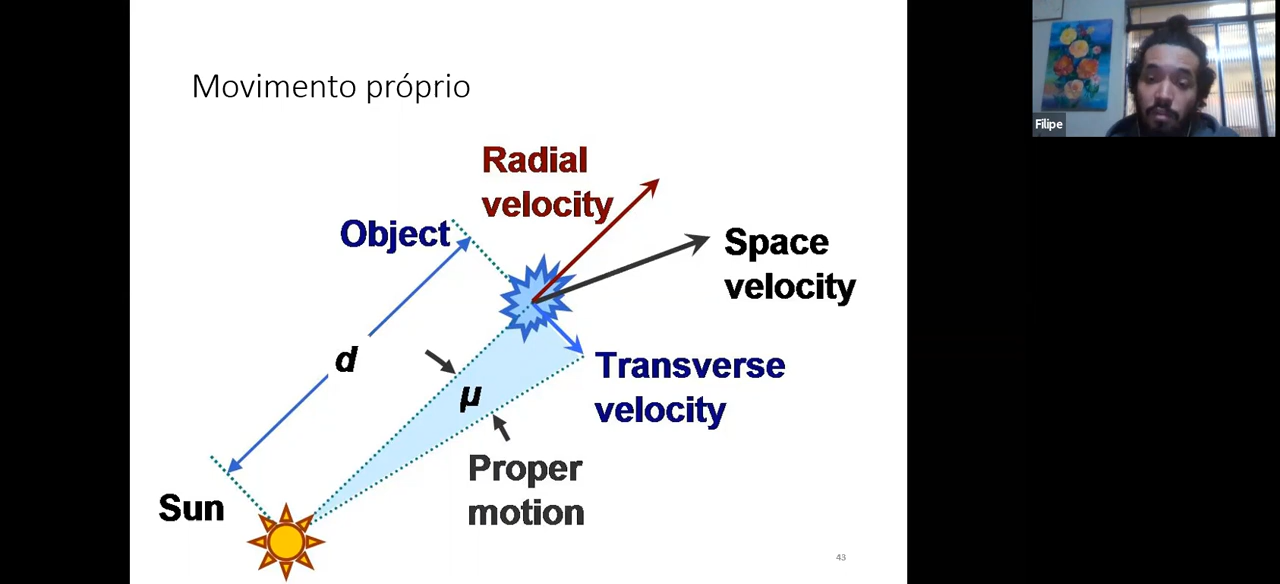 Movimento próprio
Radial
velocity
Object
Space
velocity
d
Transverse
velocity
μ
Proper
motion
Sun
43
Filipe